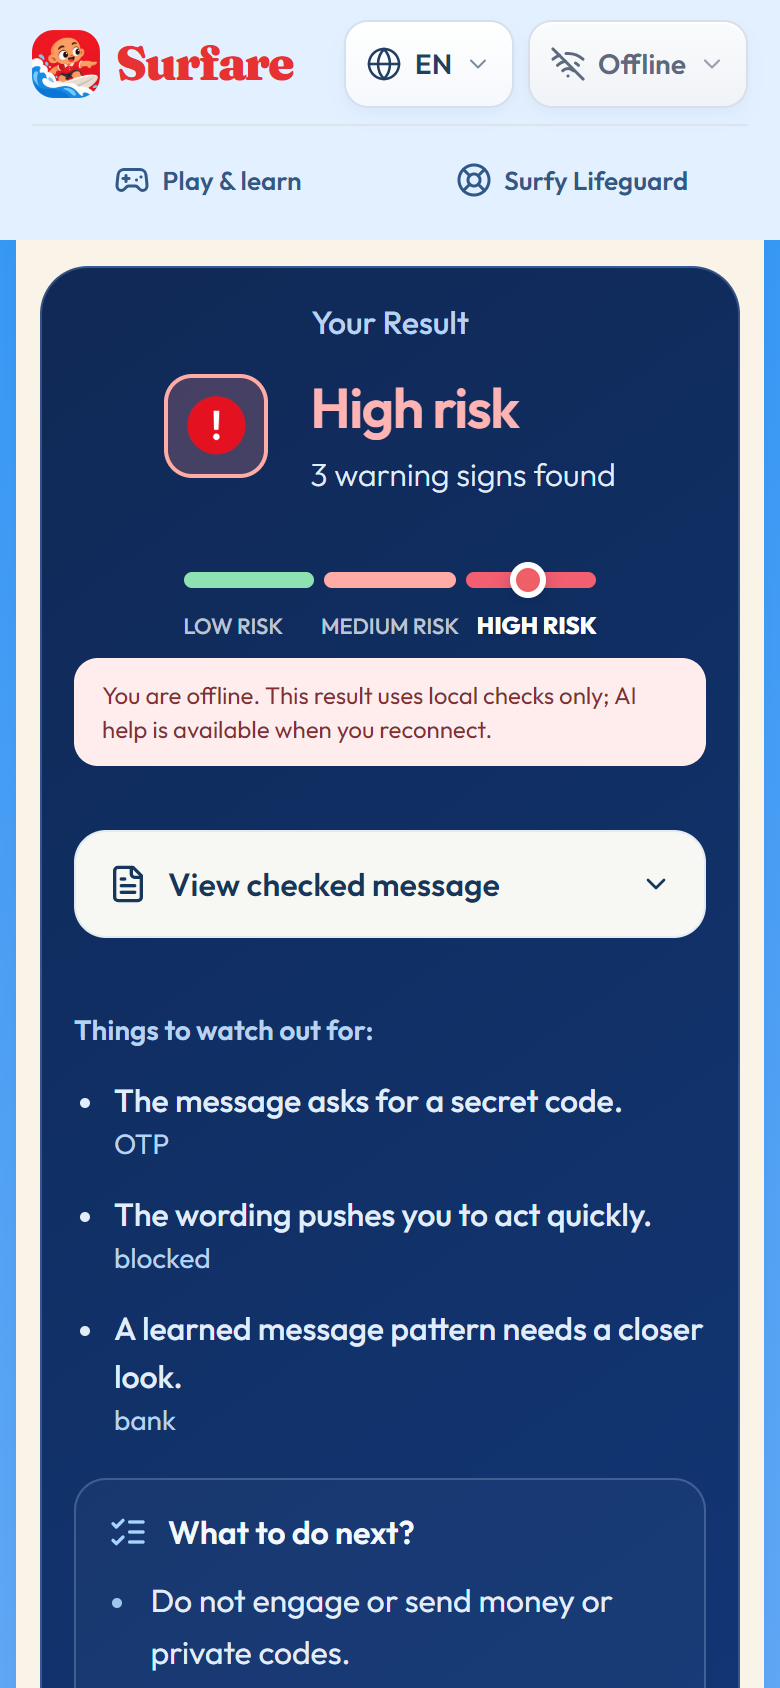 Surfare
EN
Offline
Play & learn
Surfy Lifeguard
Your Result
!
High risk
3 warning signs found
LOW RISK
MEDIUM RISK
HIGH RISK
You are offline. This result uses local checks only; AI
help is available when you reconnect.
View checked message
Things to watch out for:
• The message asks for a secret code.
OTP
• The wording pushes you to act quickly.
blocked
• A learned message pattern needs a closer
look.
bank
What to do next?
• Do not engage or send money or
private codes.